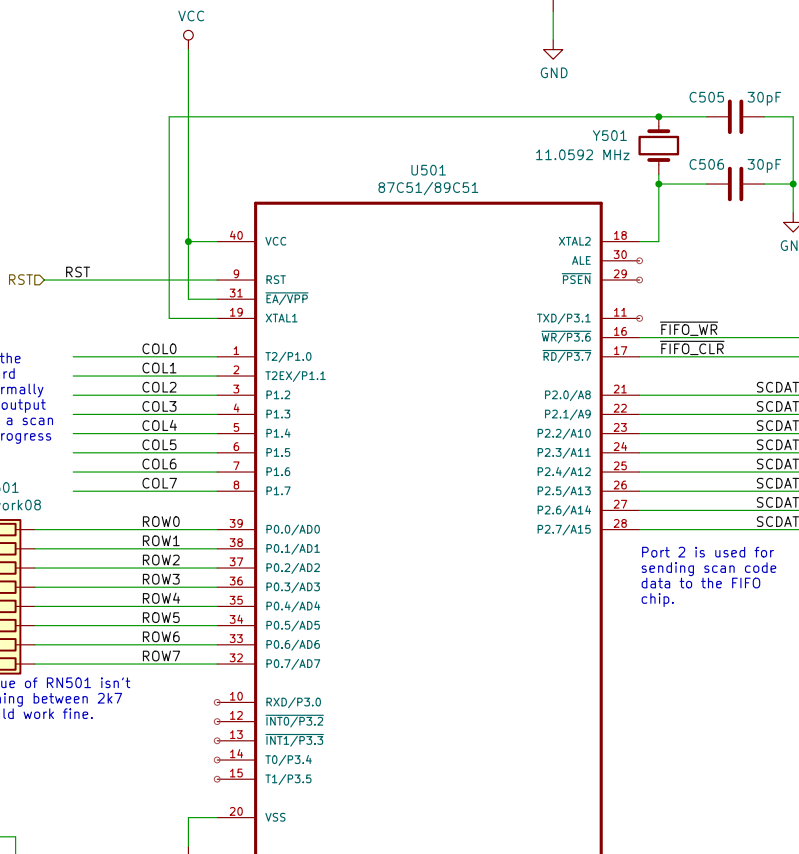 VCC
GND
C505 30pF
Y501
11.0592 MHz
C506 30pF
U501
87C51/89C51
40 VCC
XTAL2 18
ALE 30
RST RST 9 RST
PSEN 29
31 EA/VPP
19 XTAL1
TXD/P3.1 11
WR/P3.6 16 FIFO_WR
RD/P3.7 17 FIFO_CLR
the
COL0 1 T2/P1.0
COL1 2 T2EX/P1.1
COL2 3 P1.2
COL3 4 P1.3
COL4 5 P1.4
COL5 6 P1.5
COL6 7 P1.6
COL7 8 P1.7
output
a scan
P2.0/A8 21 SCDAT
P2.1/A9 22 SCDAT
P2.2/A10 23 SCDAT
P2.3/A11 24 SCDAT
P2.4/A12 25 SCDAT
P2.5/A13 26 SCDAT
P2.6/A14 27 SCDAT
P2.7/A15 28 SCDAT
ROW0 39 P0.0/AD0
ROW1 38 P0.1/AD1
ROW2 37 P0.2/AD2
ROW3 36 P0.3/AD3
ROW4 35 P0.4/AD4
ROW5 34 P0.5/AD5
ROW6 33 P0.6/AD6
ROW7 32 P0.7/AD7
Port 2 is used for
sending scan code
data to the FIFO
chip.
of RN501 isn't
between 2k7
work fine.
10 RXD/P3.0
12 INT0/P3.2
13 INT1/P3.3
14 T0/P3.4
15 T1/P3.5
20 VSS